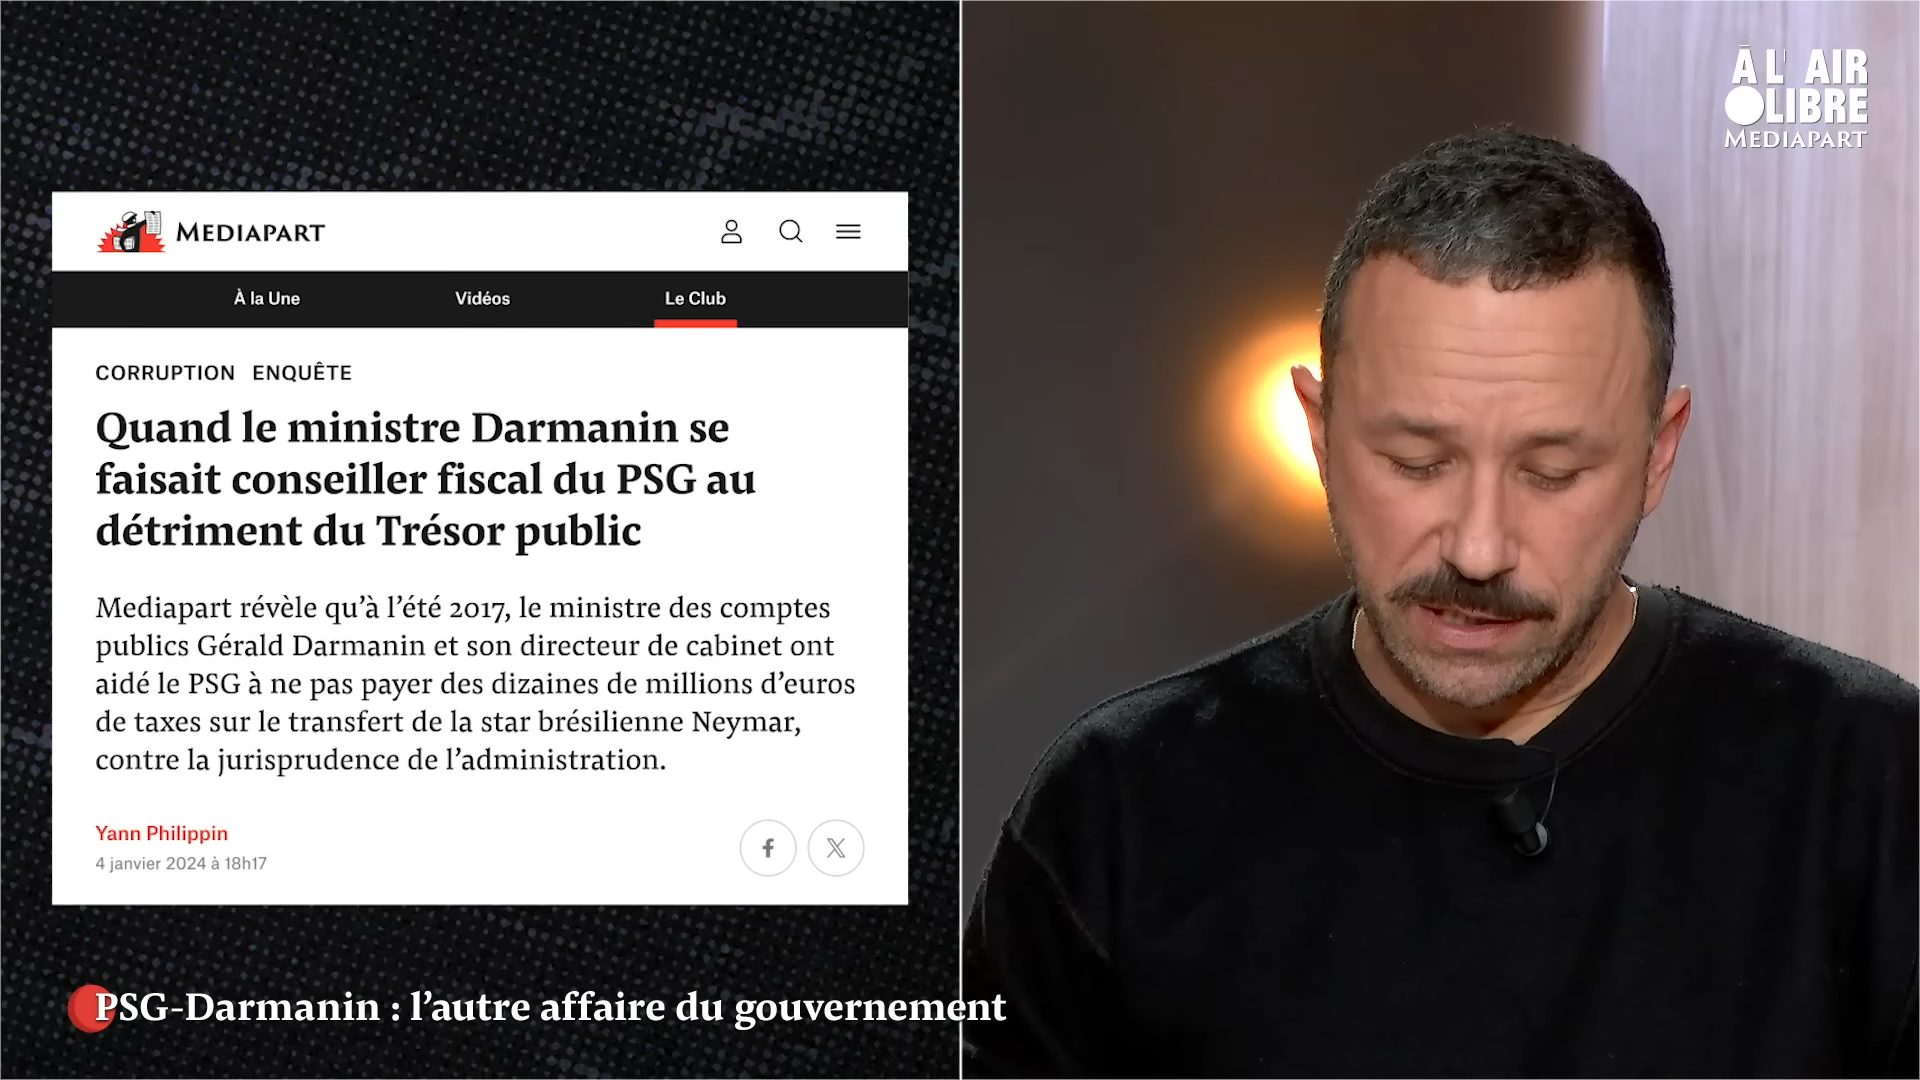 MEDIAPART
À la Une
Vidéos
Le Club
CORRUPTION ENQUÊTE
Quand le ministre Darmanin se
faisait conseiller fiscal du PSG au
détriment du Trésor public
Mediapart révèle qu’à l’été 2017, le ministre des comptes
publics Gérald Darmanin et son directeur de cabinet ont
aidé le PSG à ne pas payer des dizaines de millions d’euros
de taxes sur le transfert de la star brésilienne Neymar,
contre la jurisprudence de l’administration.
Yann Philippin
4 janvier 2024 à 18h17
PSG-Darmanin : l’autre affaire du gouvernement
À L' AIR
LIBRE
MEDIAPART